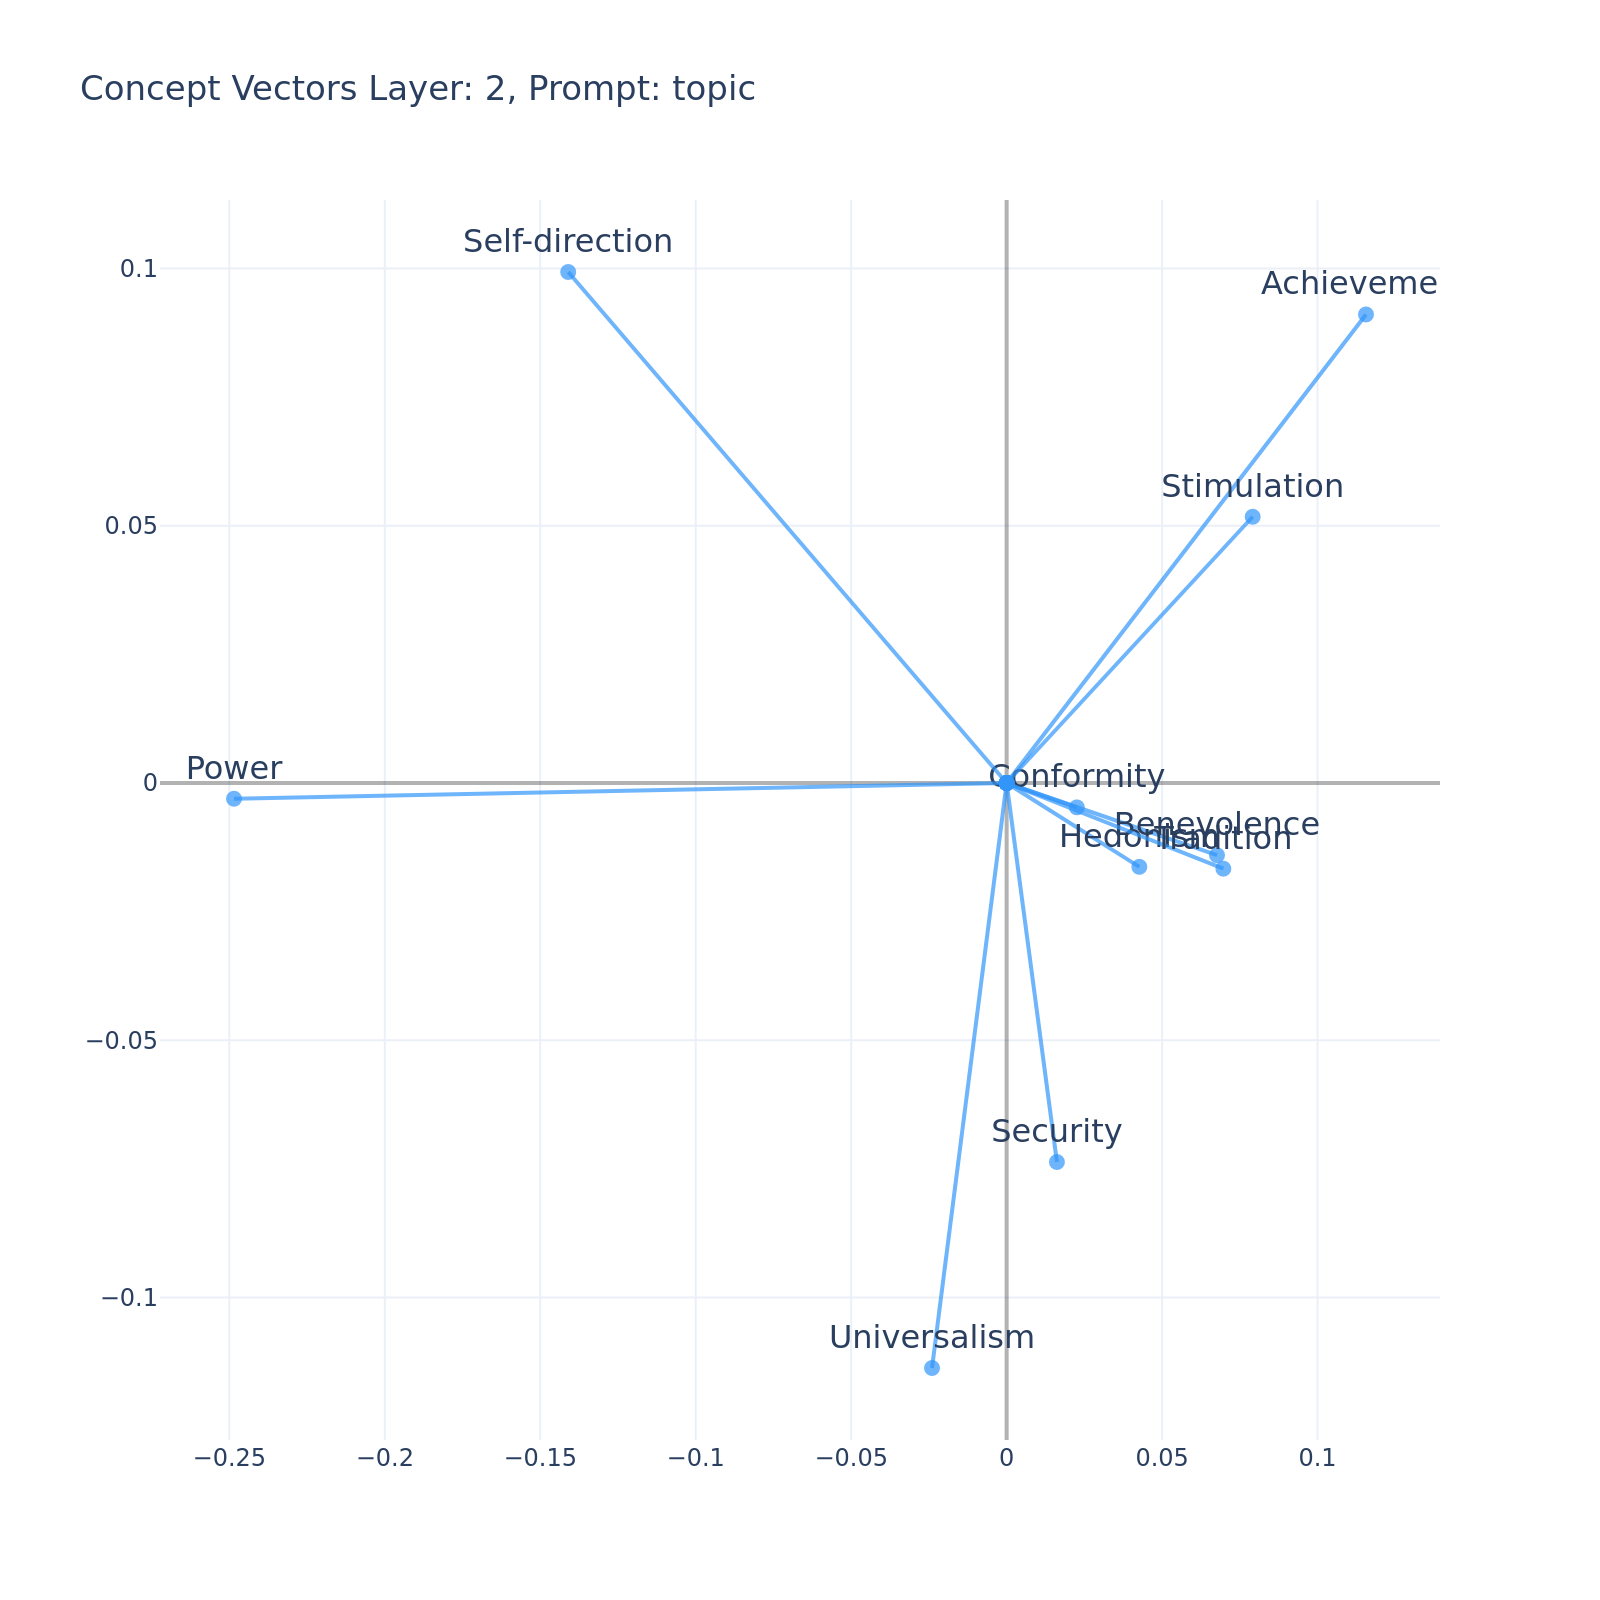 Concept Vectors Layer: 2, Prompt: topic
Self-direction
0.1
Achieveme
Stimulation
0.05
Power
Conformity
0
Benevolence
Hedonism
Tradition
−0.05
Security
−0.1
Universalism
−0.25 −0.2 −0.15 −0.1 −0.05 0 0.05 0.1